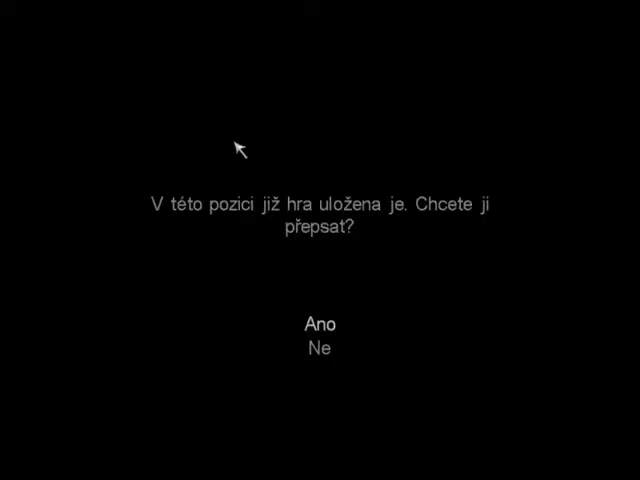 V této pozici již hra uložena je. Chcete ji
přepsat?
Ano
Ne